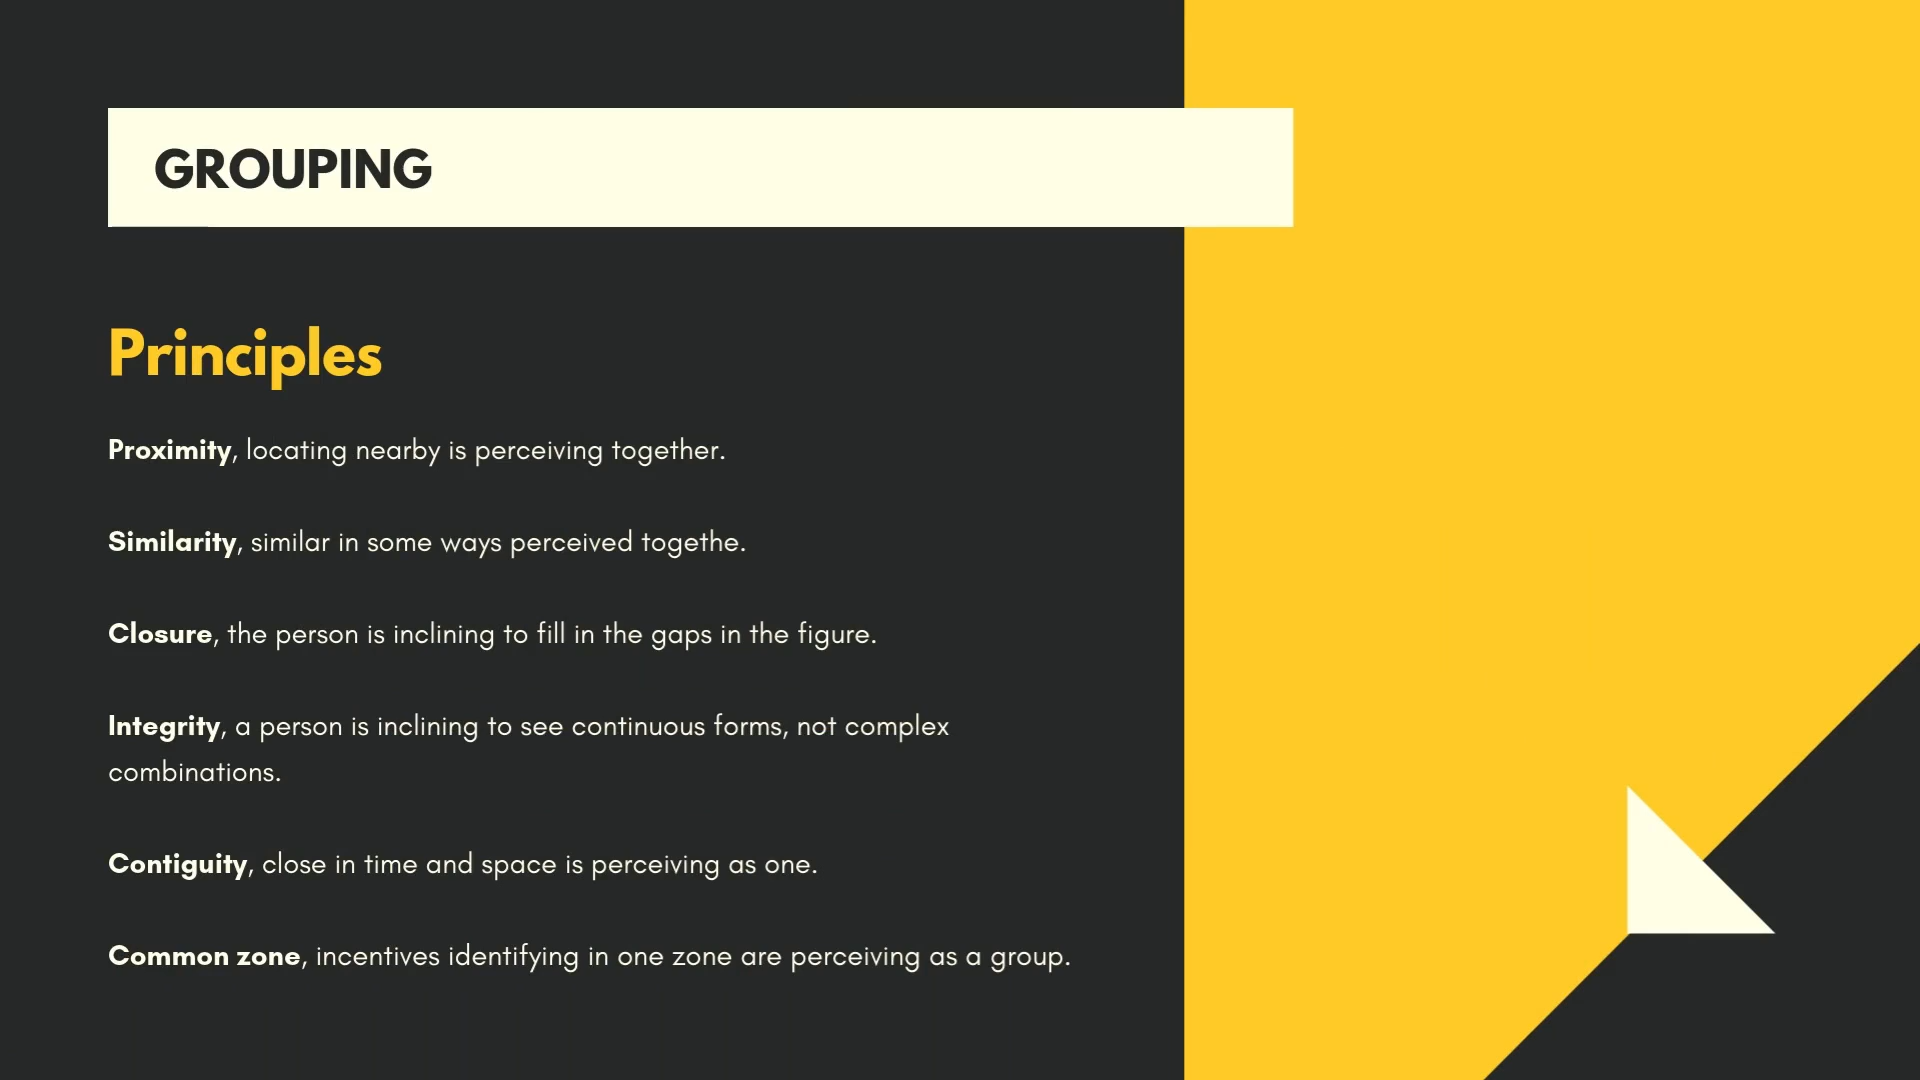 GROUPING
Principles
Proximity, locating nearby is perceiving together.
Similarity, similar in some ways perceived togethe.
Closure, the person is inclining to fill in the gaps in the figure.
Integrity, a person is inclining to see continuous forms, not complex
combinations.
Contiguity, close in time and space is perceiving as one.
Common zone, incentives identifying in one zone are perceiving as a group.